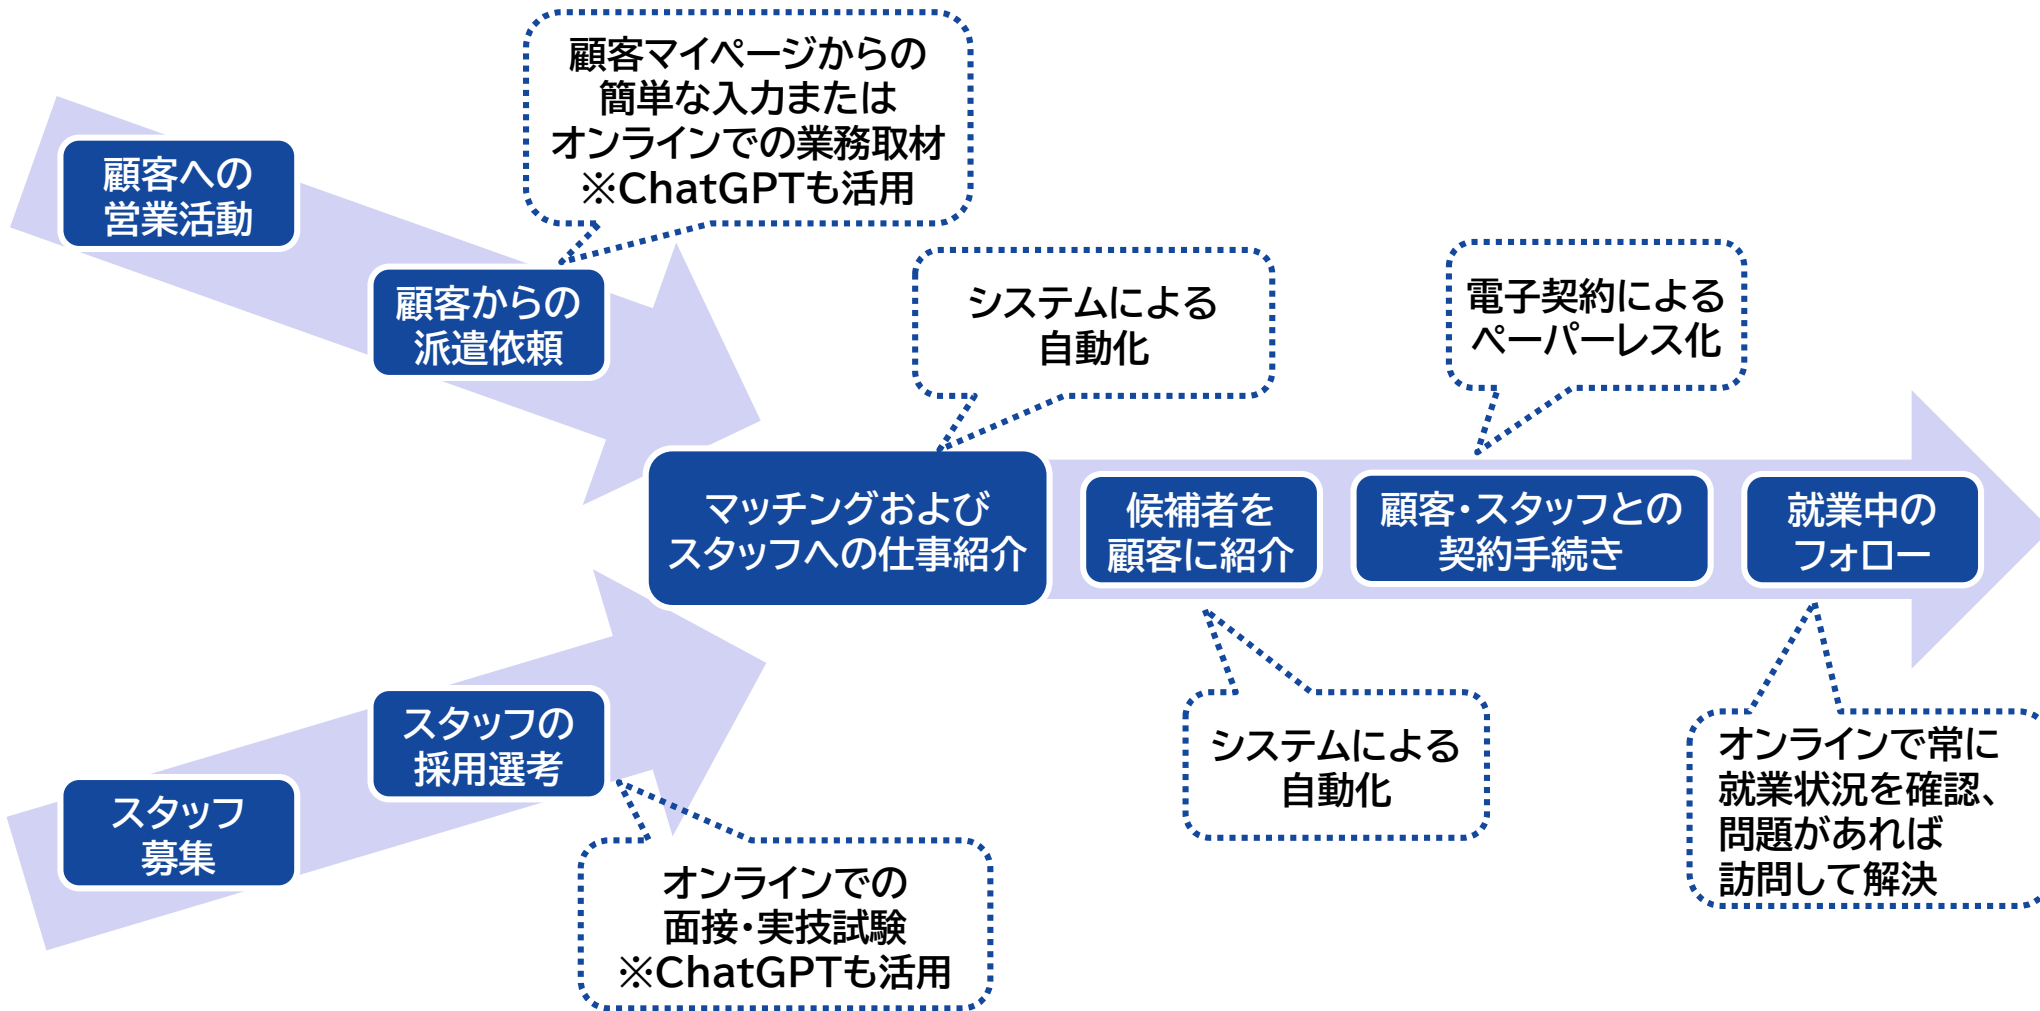 顧客マイページからの
簡単な入力または
オンラインでの業務取材
※ChatGPTも活用
顧客への
営業活動
顧客からの
派遣依頼
システムによる
自動化
電子契約による
ペーパーレス化
マッチングおよび
スタッフへの仕事紹介
候補者を
顧客に紹介
顧客・スタッフとの
契約手続き
就業中の
フォロー
スタッフの
採用選考
スタッフ
募集
システムによる
自動化
オンラインで常に
就業状況を確認、
問題があれば
訪問して解決
オンラインでの
面接・実技試験
※ChatGPTも活用